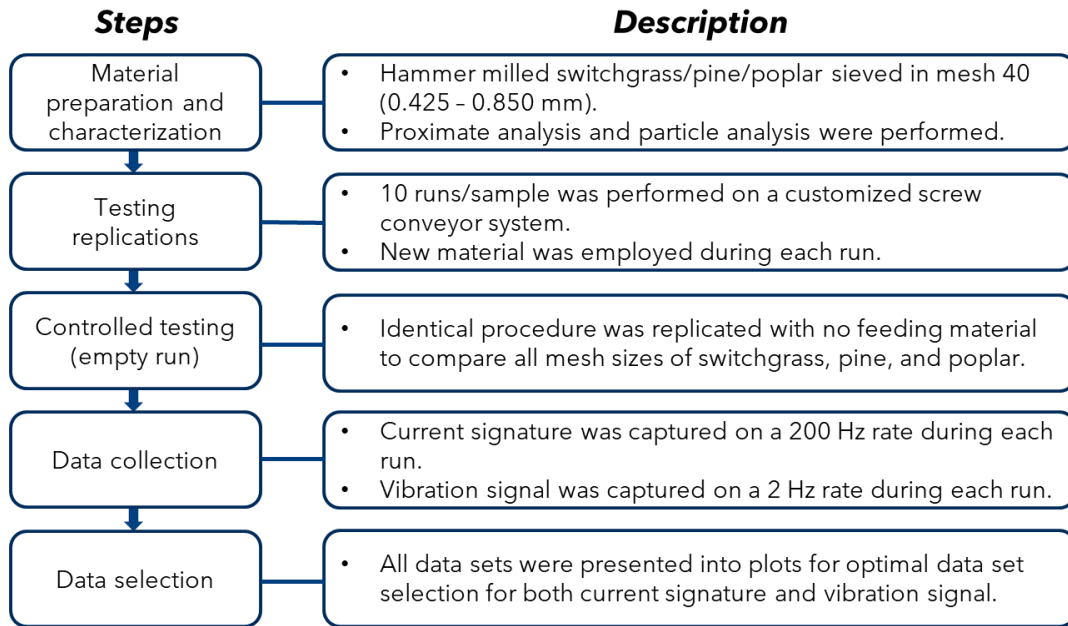 Steps
Description
Material
preparation and
characterization
• Hammer milled switchgrass/pine/poplar sieved in mesh 40
(0.425 – 0.850 mm).
• Proximate analysis and particle analysis were performed.
Testing
replications
• 10 runs/sample was performed on a customized screw
conveyor system.
• New material was employed during each run.
Controlled testing
(empty run)
• Identical procedure was replicated with no feeding material
to compare all mesh sizes of switchgrass, pine, and poplar.
Data collection
• Current signature was captured on a 200 Hz rate during each
run.
• Vibration signal was captured on a 2 Hz rate during each run.
Data selection
• All data sets were presented into plots for optimal data set
selection for both current signature and vibration signal.